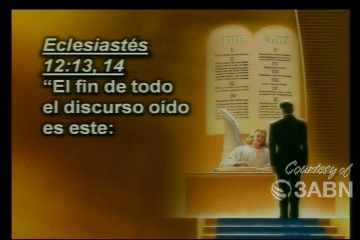 Eclesiastés
12:13, 14
“El fin de todo
el discurso oído
es este:
Courtesy of
3ABN